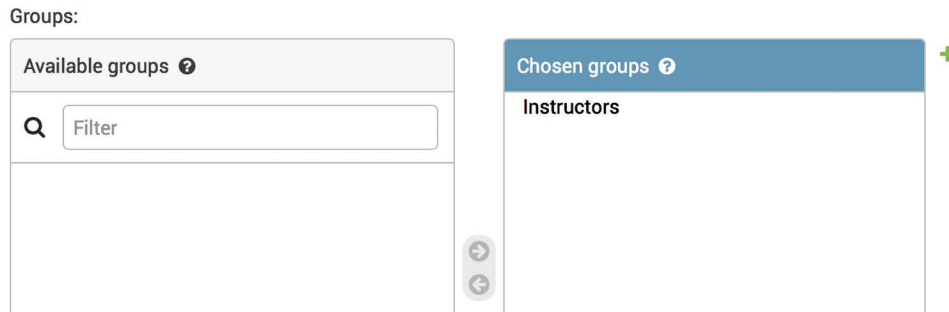 Groups:
Available groups
Filter
Chosen groups
Instructors